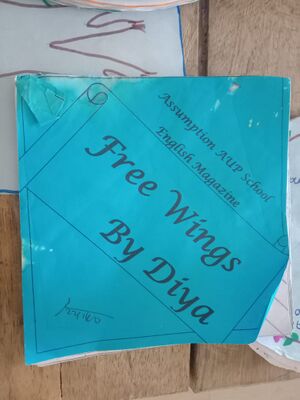 Assumption AUP School
English Magazine
Free Wings
By Diya